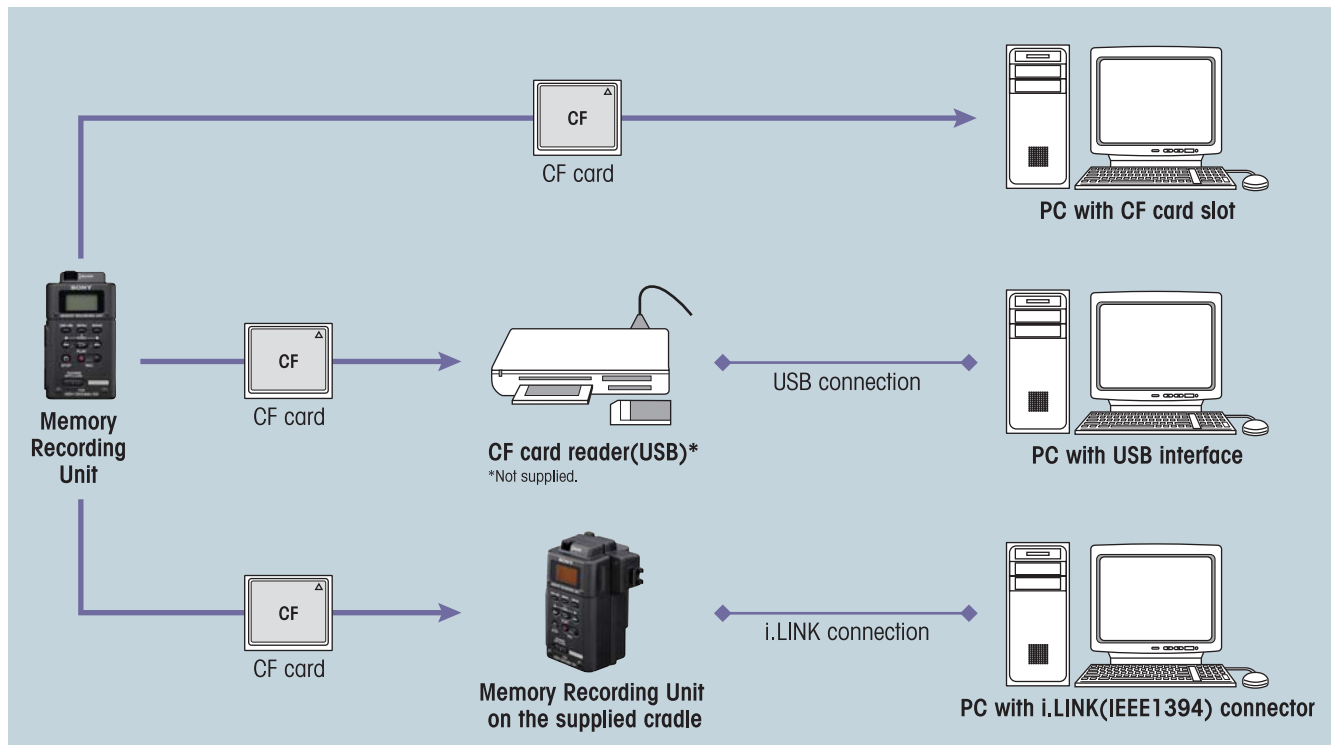 CF
CF card
PC with CF card slot
SONY
Memory
Recording
Unit
CF
CF card
CF card reader(USB)*
*Not supplied.
USB connection
PC with USB interface
CF
CF card
Memory Recording Unit
on the supplied cradle
i.LINK connection
PC with i.LINK(IEEE1394) connector